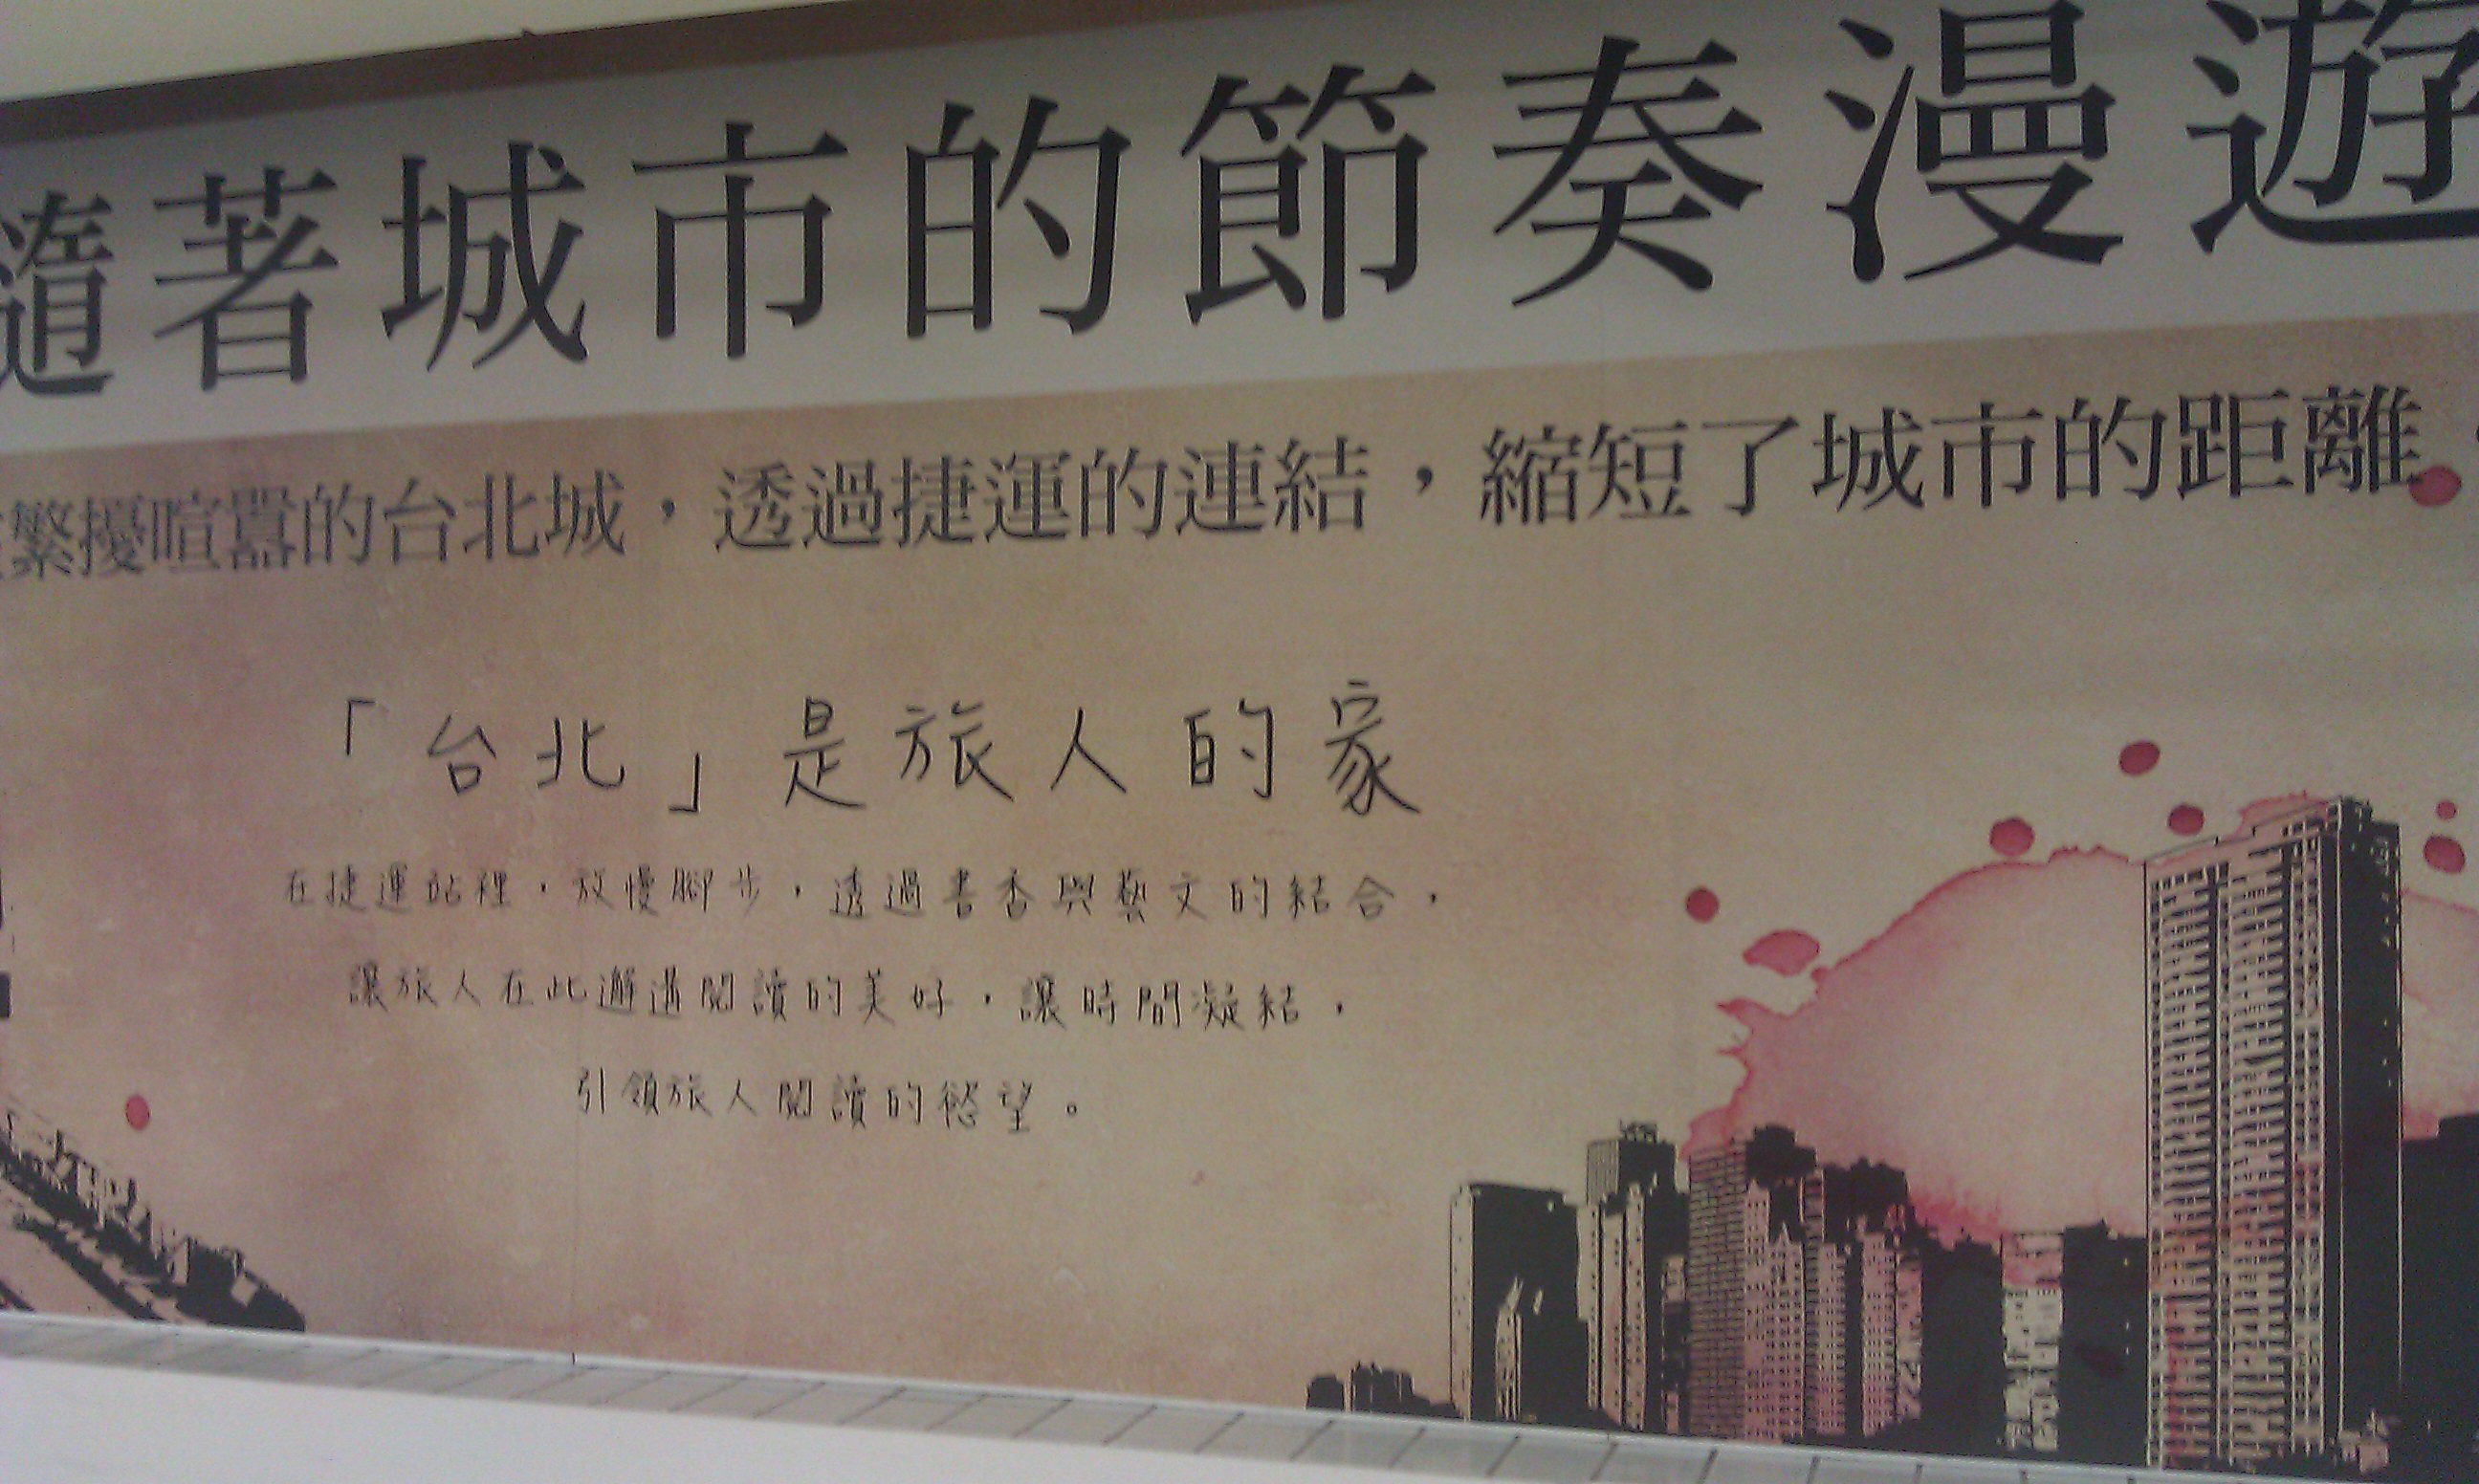 隨著城市的節奏漫遊
繁擾喧囂的台北城，透過捷運的連結，縮短了城市的距離，
「台北」是旅人的家
在捷運站裡，放慢腳步，透過書香與藝文的結合，
讓旅人在此邂逅閱讀的美好，讓時間凝結，
引領旅人閱讀的慾望。